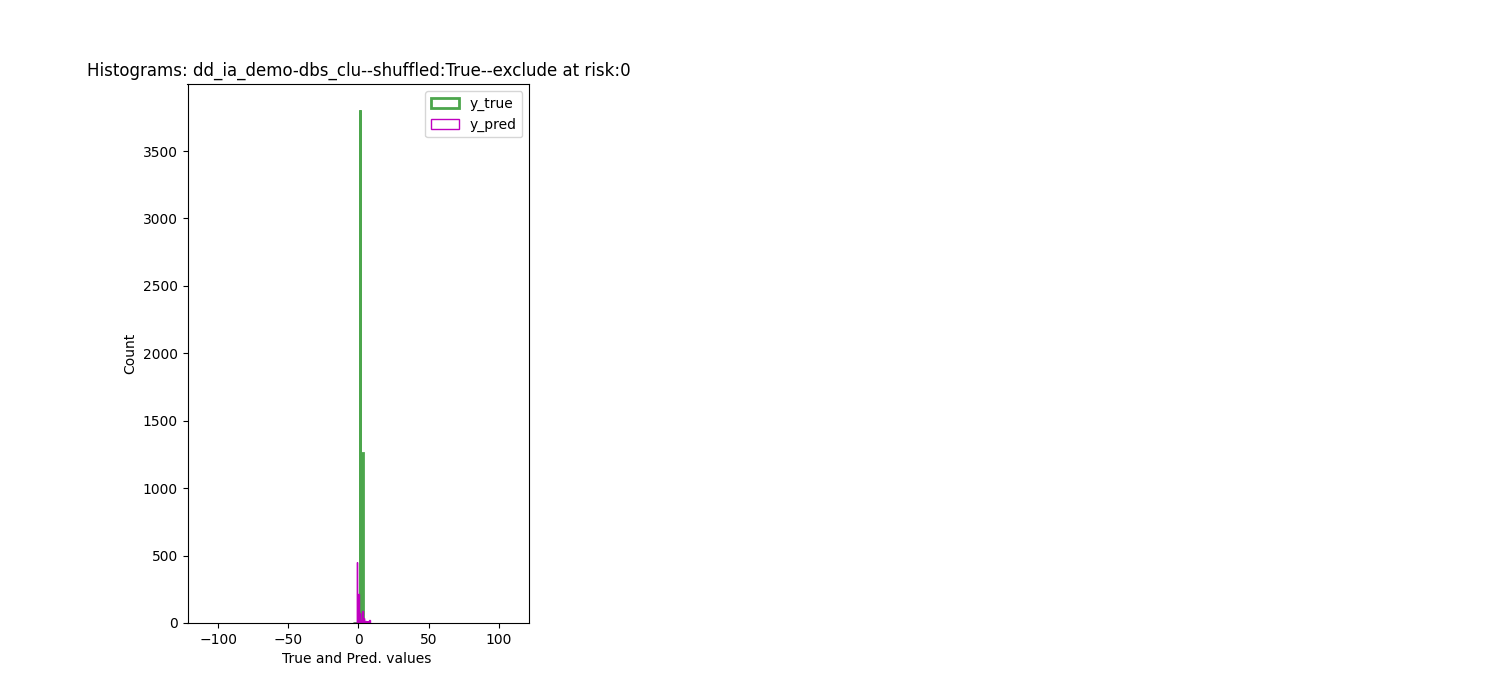 Histograms: dd_ia_demo-dbs_clu--shuffled:True--exclude at risk:0
y_true
y_pred
3500
3000
2500
2000
1500
1000
500
0
Count
−100
−50
0
50
100
True and Pred. values